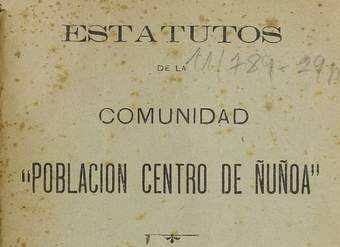 ESTATUTOS
DE LA
COMUNIDAD
"POBLACION CENTRO DE ÑUÑOA"